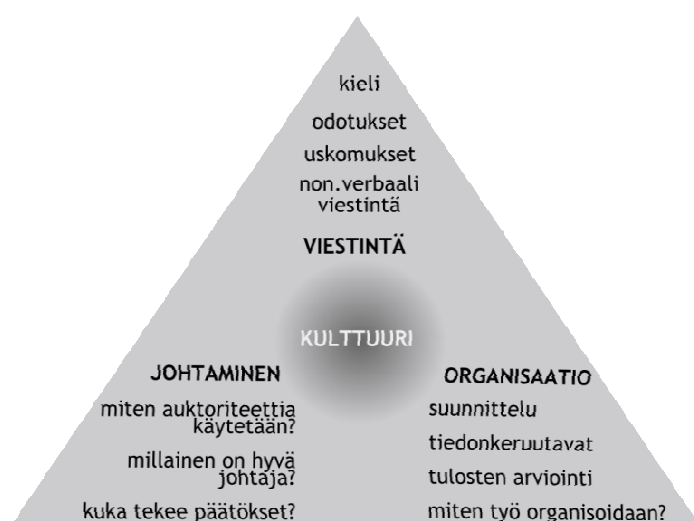 kieli
odotukset
uskomukset
non.verbaali
viestintä
VIESTINTÄ
KULTTUURI
JOHTAMINEN
miten auktoriteettia
käytetään?
millainen on hyvä
johtaja?
kuka tekee päätökset?
ORGANISAATIO
suunnittelu
tiedonkeruutavat
tulosten arviointi
miten työ organisoidaan?